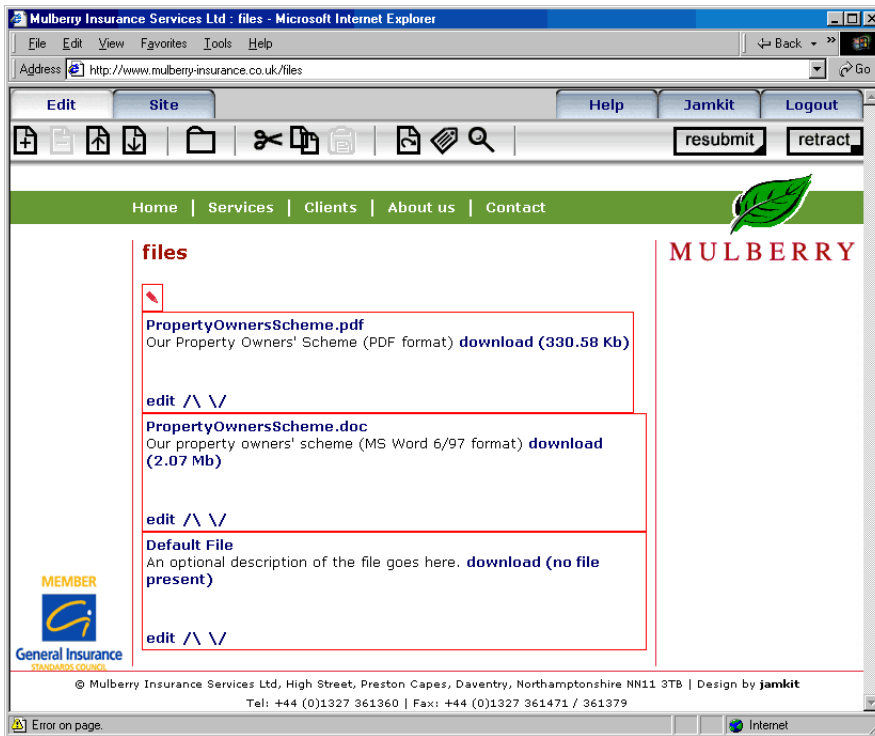 Mulberry Insurance Services Ltd : files - Microsoft Internet Explorer
File Edit View Favorites Tools Help Back »
Address http://www.mulberry-insurance.co.uk/files Go
Edit Site Help Jamkit Logout
resubmit retract
Home | Services | Clients | About us | Contact
MULBERRY
files
PropertyOwnersScheme.pdf
Our Property Owners' Scheme (PDF format) download (330.58 Kb)
edit /\ \/
PropertyOwnersScheme.doc
Our property owners' scheme (MS Word 6/97 format) download
(2.07 Mb)
edit /\ \/
Default File
An optional description of the file goes here. download (no file
present)
edit /\ \/
MEMBER
General Insurance
STANDARDS COUNCIL
© Mulberry Insurance Services Ltd, High Street, Preston Capes, Daventry, Northamptonshire NN11 3TB | Design by jamkit
Tel: +44 (0)1327 361360 | Fax: +44 (0)1327 361471 / 361379
Error on page. Internet